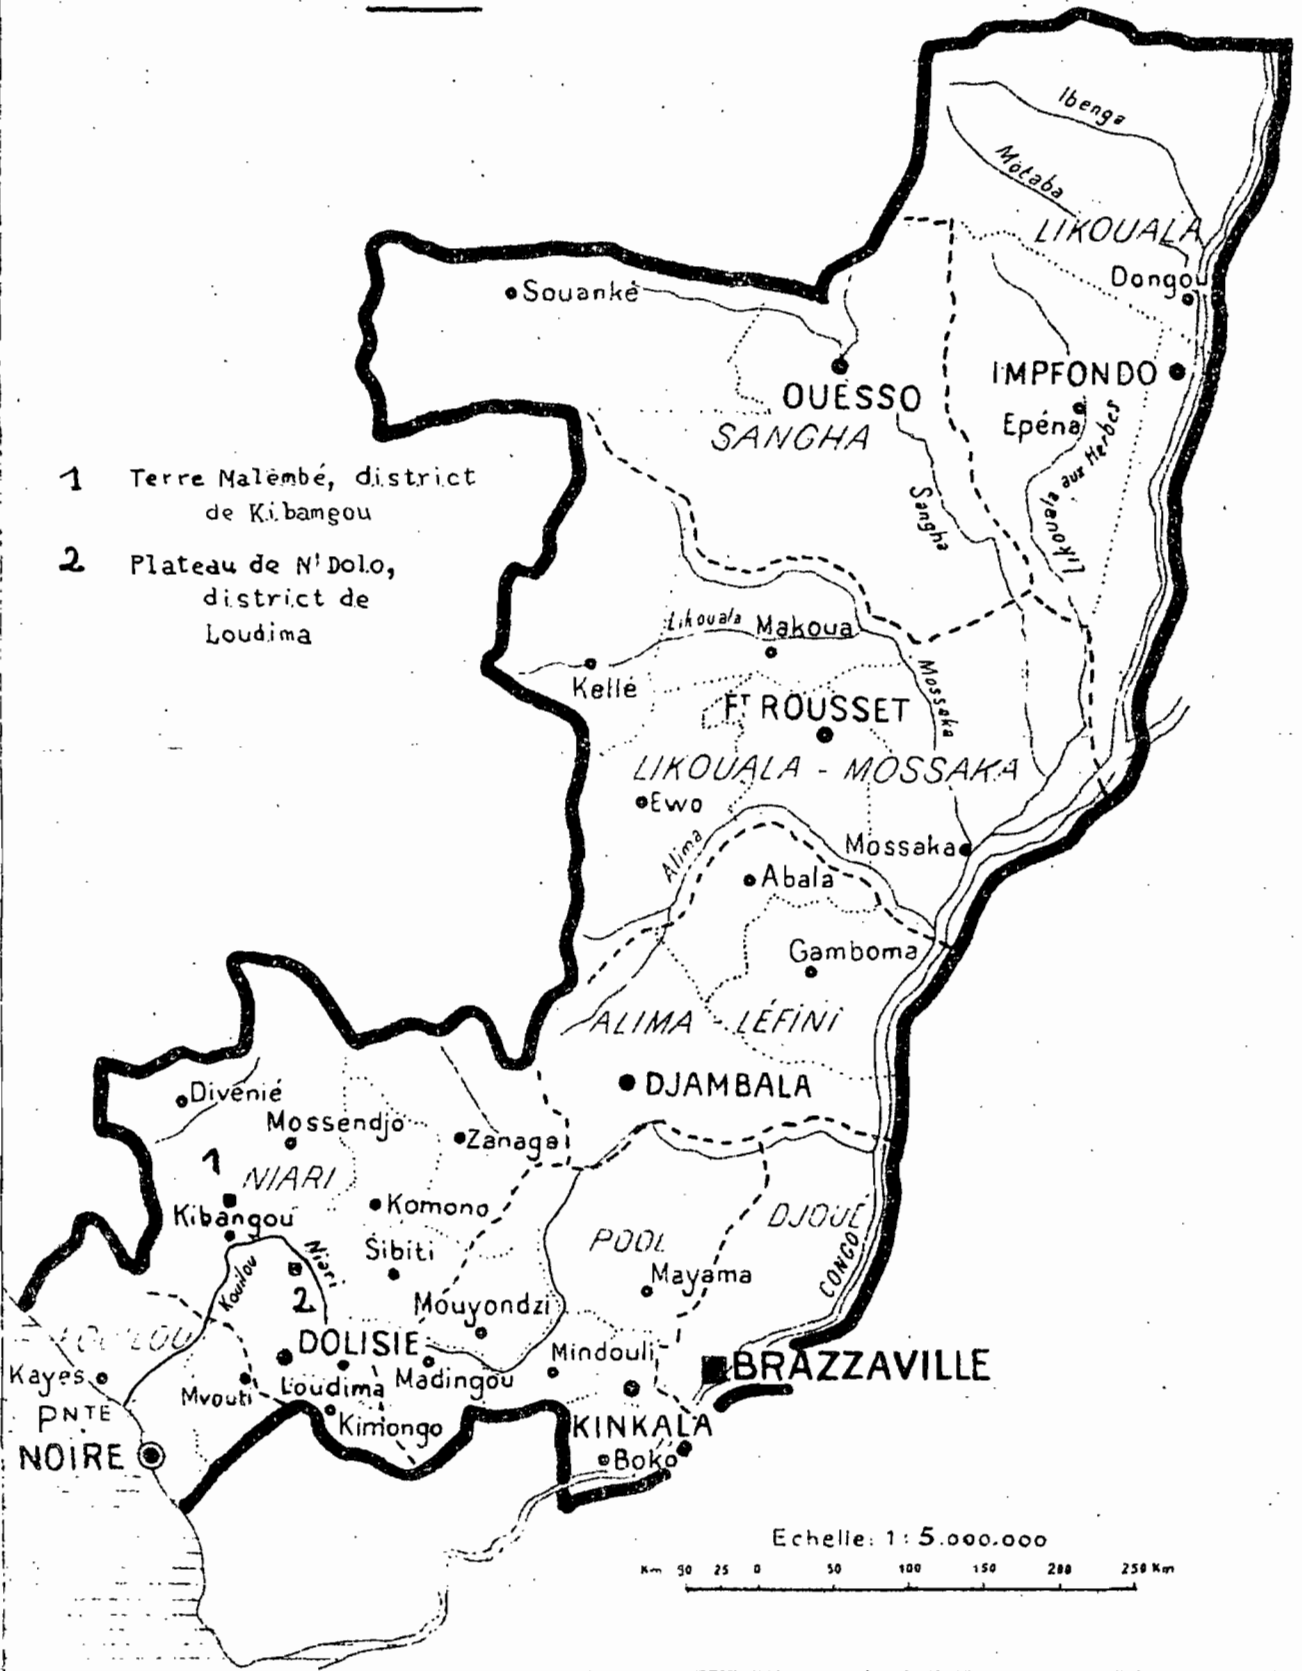 Ibenga
Motaba
LIKOUALA
Dongou
Souanké
IMPFONDO
OUESSO
Epéna
SANGHA
Likouala aux Herbes
Sangha
1 Terre Malèmbé, district
de Kibamgou
2 Plateau de N' Dolo,
district de
Loudima
Likouala
Makoua
Kellé
Mossaka
FT ROUSSET
LIKOUALA - MOSSAKA
Ewo
Alima
Mossaka
Abala
Gamboma
ALIMA - LÉFINI
DJAMBALA
Divénié
Mossendjo
Zanaga
1
NIARI
Kibangou
Komono
DJOUÉ
Sibiti
POOL
CONGO
Niari
Kouilou
Mayama
2
Mouyondzi
KOUILOU
DOLISIE
Mindouli
BRAZZAVILLE
Kayes
Mvouti
Loudima
Madingou
PNTE
NOIRE
Kimongo
KINKALA
Boko
Echelle: 1 : 5.000.000
Km 50 25 0 50 100 150 200 250 Km